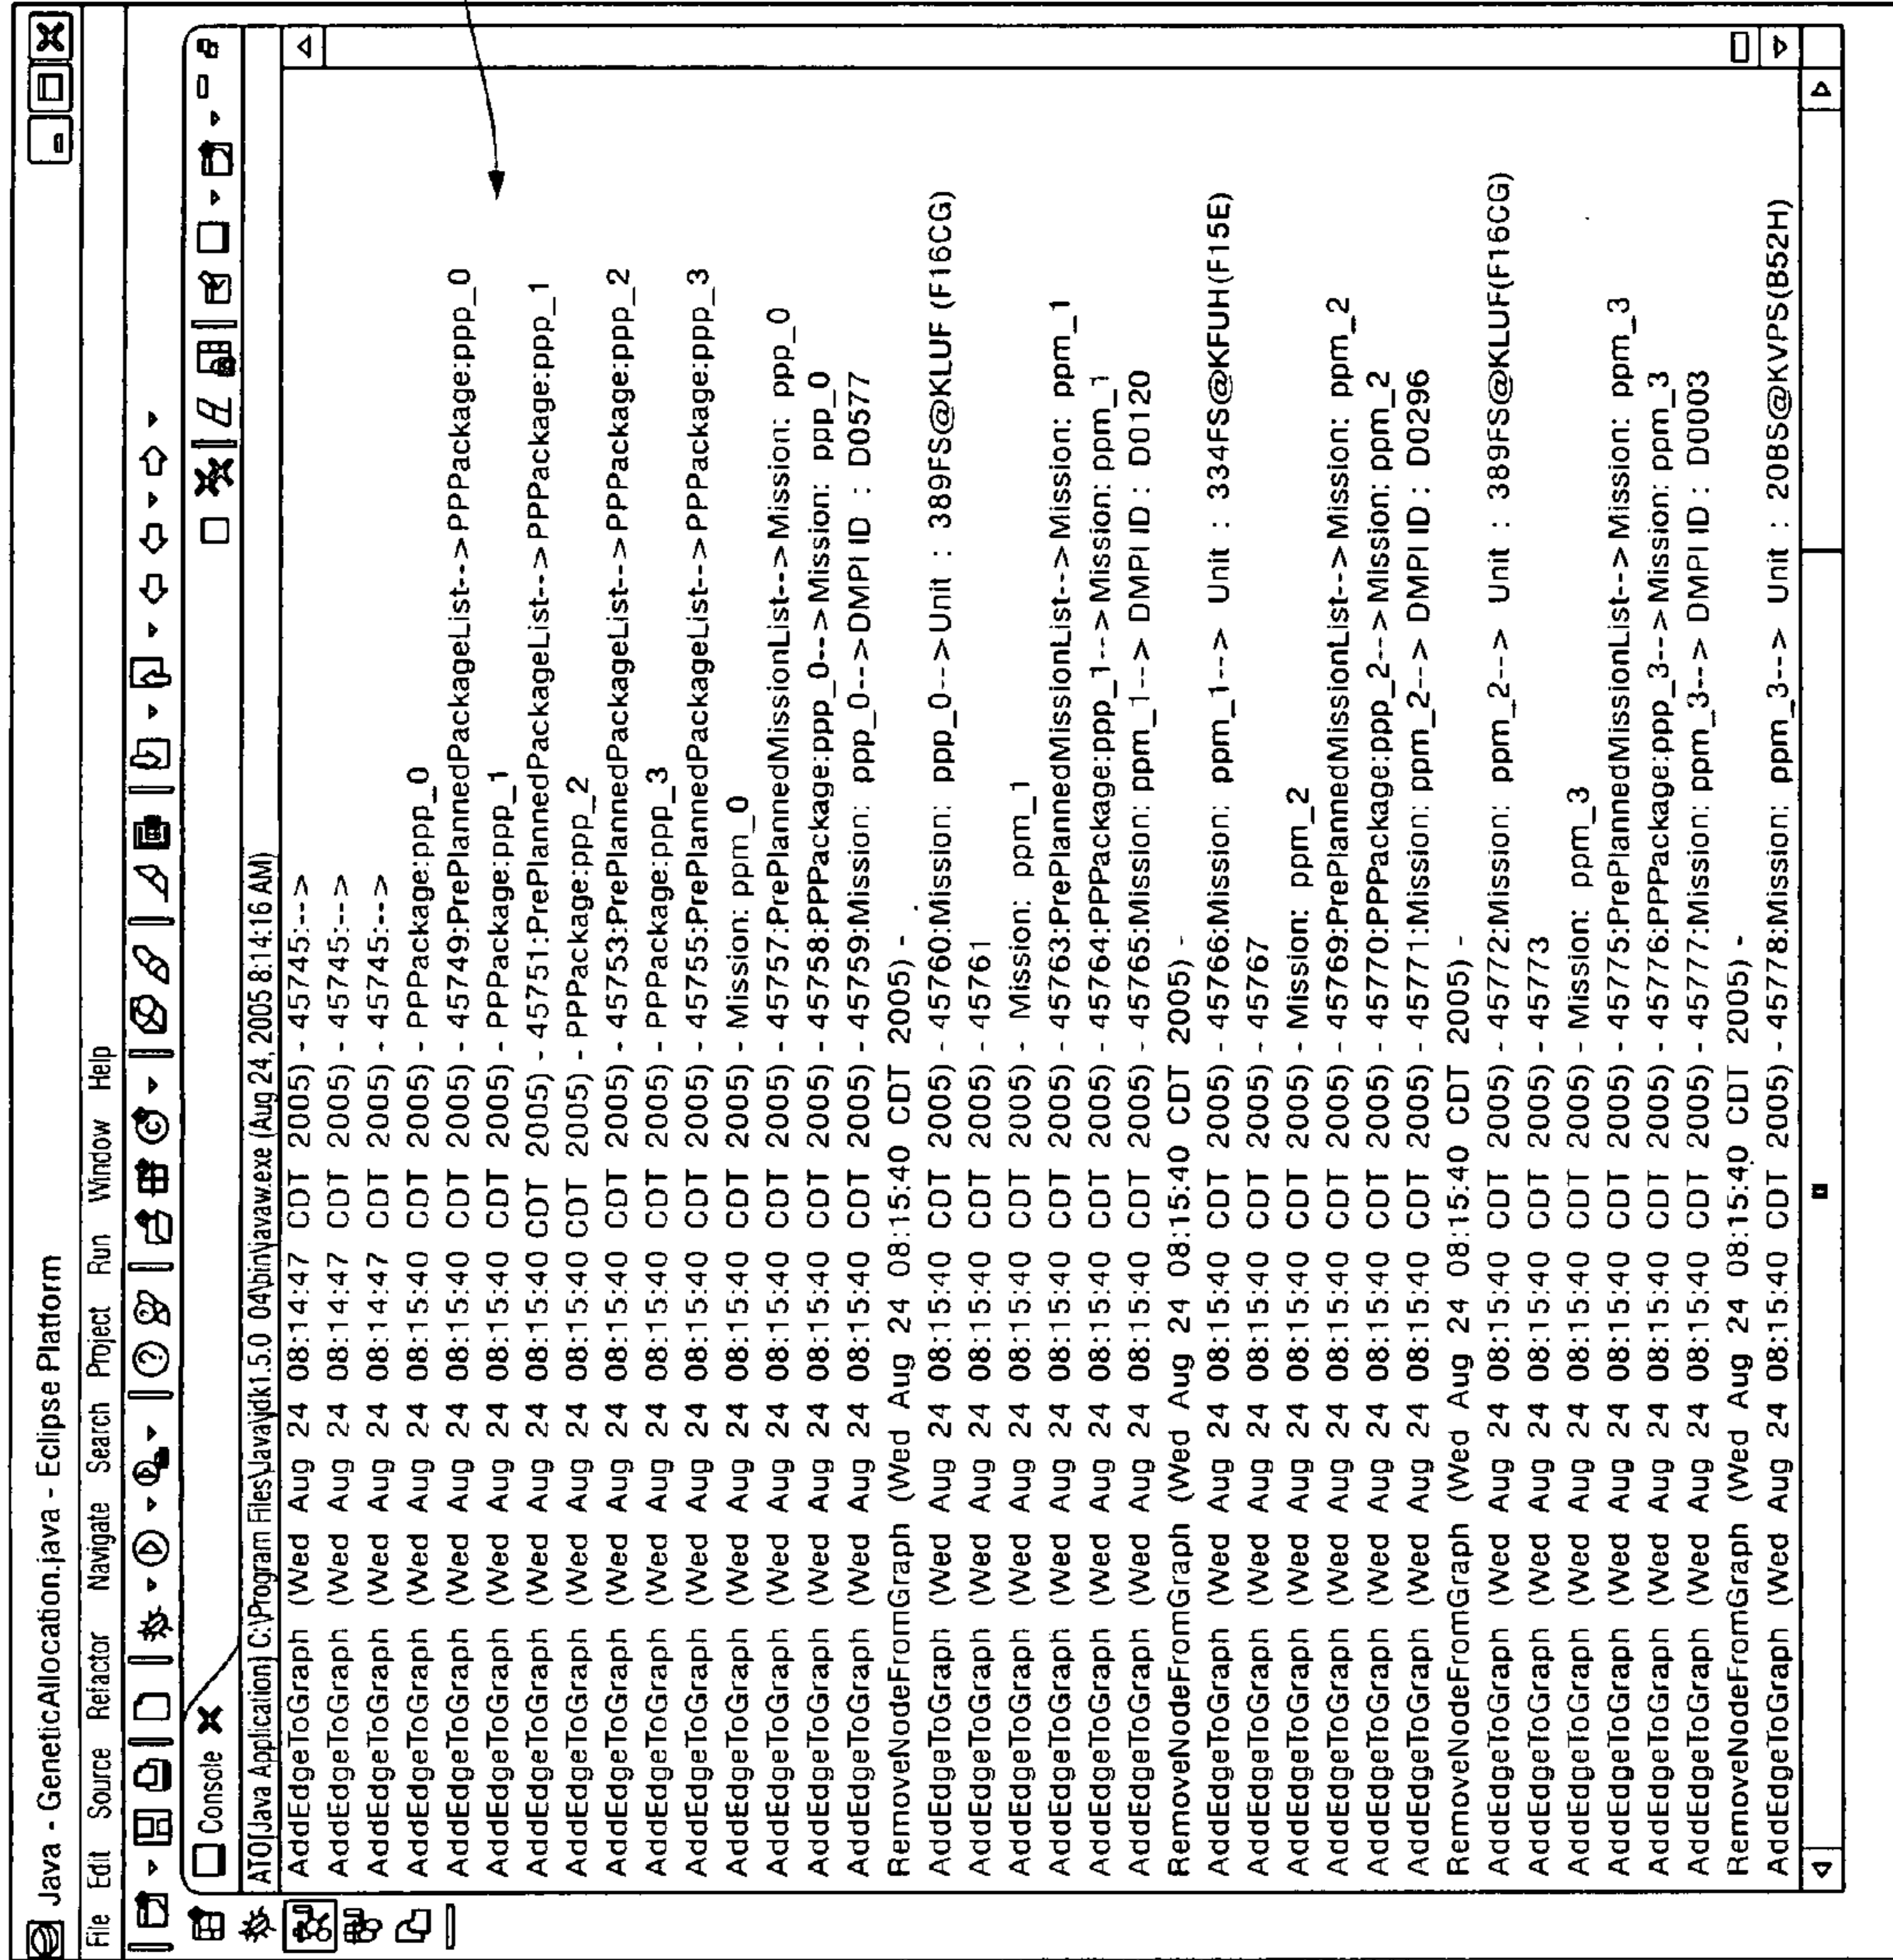 Java - GeneticAllocation.java - Eclipse Platform
File Edit Source Refactor Navigate Search Project Run Window Help
Console
ATO[Java Application] C:\Program Files\Java\jdk1.5.0 04\bin\javaw.exe (Aug 24, 2005 8:14:16 AM)
AddEdgeToGraph (Wed Aug 24 08:14:47 CDT 2005) - 45745:-->
AddEdgeToGraph (Wed Aug 24 08:14:47 CDT 2005) - 45745:-->
AddEdgeToGraph (Wed Aug 24 08:14:47 CDT 2005) - 45745:-->
AddEdgeToGraph (Wed Aug 24 08:15:40 CDT 2005) - PPPackage:ppp_0
AddEdgeToGraph (Wed Aug 24 08:15:40 CDT 2005) - 45749:PrePlannedPackageList-->PPPackage:ppp_0
AddEdgeToGraph (Wed Aug 24 08:15:40 CDT 2005) - PPPackage:ppp_1
AddEdgeToGraph (Wed Aug 24 08:15:40 CDT 2005) - 45751:PrePlannedPackageList-->PPPackage:ppp_1
AddEdgeToGraph (Wed Aug 24 08:15:40 CDT 2005) - PPPackage:ppp_2
AddEdgeToGraph (Wed Aug 24 08:15:40 CDT 2005) - 45753:PrePlannedPackageList-->PPPackage:ppp_2
AddEdgeToGraph (Wed Aug 24 08:15:40 CDT 2005) - PPPackage:ppp_3
AddEdgeToGraph (Wed Aug 24 08:15:40 CDT 2005) - 45755:PrePlannedPackageList-->PPPackage:ppp_3
AddEdgeToGraph (Wed Aug 24 08:15:40 CDT 2005) - Mission: ppm_0
AddEdgeToGraph (Wed Aug 24 08:15:40 CDT 2005) - 45757:PrePlannedMissionList-->Mission: ppp_0
AddEdgeToGraph (Wed Aug 24 08:15:40 CDT 2005) - 45758:PPPackage:ppp_0-->Mission: ppp_0
AddEdgeToGraph (Wed Aug 24 08:15:40 CDT 2005) - 45759:Mission: ppp_0-->DMPI ID : D0577
RemoveNodeFromGraph (Wed Aug 24 08:15:40 CDT 2005) -
AddEdgeToGraph (Wed Aug 24 08:15:40 CDT 2005) - 45760:Mission: ppp_0-->Unit : 389FS@KLUF (F16CG)
AddEdgeToGraph (Wed Aug 24 08:15:40 CDT 2005) - 45761
AddEdgeToGraph (Wed Aug 24 08:15:40 CDT 2005) - Mission: ppm_1
AddEdgeToGraph (Wed Aug 24 08:15:40 CDT 2005) - 45763:PrePlannedMissionList-->Mission: ppm_1
AddEdgeToGraph (Wed Aug 24 08:15:40 CDT 2005) - 45764:PPPackage:ppp_1-->Mission: ppm_1
AddEdgeToGraph (Wed Aug 24 08:15:40 CDT 2005) - 45765:Mission: ppm_1--> DMPI ID : D0120
RemoveNodeFromGraph (Wed Aug 24 08:15:40 CDT 2005) -
AddEdgeToGraph (Wed Aug 24 08:15:40 CDT 2005) - 45766:Mission: ppm_1--> Unit : 334FS@KFUH(F15E)
AddEdgeToGraph (Wed Aug 24 08:15:40 CDT 2005) - 45767
AddEdgeToGraph (Wed Aug 24 08:15:40 CDT 2005) - Mission: ppm_2
AddEdgeToGraph (Wed Aug 24 08:15:40 CDT 2005) - 45769:PrePlannedMissionList-->Mission: ppm_2
AddEdgeToGraph (Wed Aug 24 08:15:40 CDT 2005) - 45770:PPPackage:ppp_2-->Mission: ppm_2
AddEdgeToGraph (Wed Aug 24 08:15:40 CDT 2005) - 45771:Mission: ppm_2--> DMPI ID : D0296
RemoveNodeFromGraph (Wed Aug 24 08:15:40 CDT 2005) -
AddEdgeToGraph (Wed Aug 24 08:15:40 CDT 2005) - 45772:Mission: ppm_2--> Unit : 389FS@KLUF(F16CG)
AddEdgeToGraph (Wed Aug 24 08:15:40 CDT 2005) - 45773
AddEdgeToGraph (Wed Aug 24 08:15:40 CDT 2005) - Mission: ppm_3
AddEdgeToGraph (Wed Aug 24 08:15:40 CDT 2005) - 45775:PrePlannedMissionList-->Mission: ppm_3
AddEdgeToGraph (Wed Aug 24 08:15:40 CDT 2005) - 45776:PPPackage:ppp_3-->Mission: ppm_3
AddEdgeToGraph (Wed Aug 24 08:15:40 CDT 2005) - 45777:Mission: ppm_3--> DMPI ID : D0003
RemoveNodeFromGraph (Wed Aug 24 08:15:40 CDT 2005) -
AddEdgeToGraph (Wed Aug 24 08:15:40 CDT 2005) - 45778:Mission: ppm_3--> Unit : 20BS@KVPS(B52H)